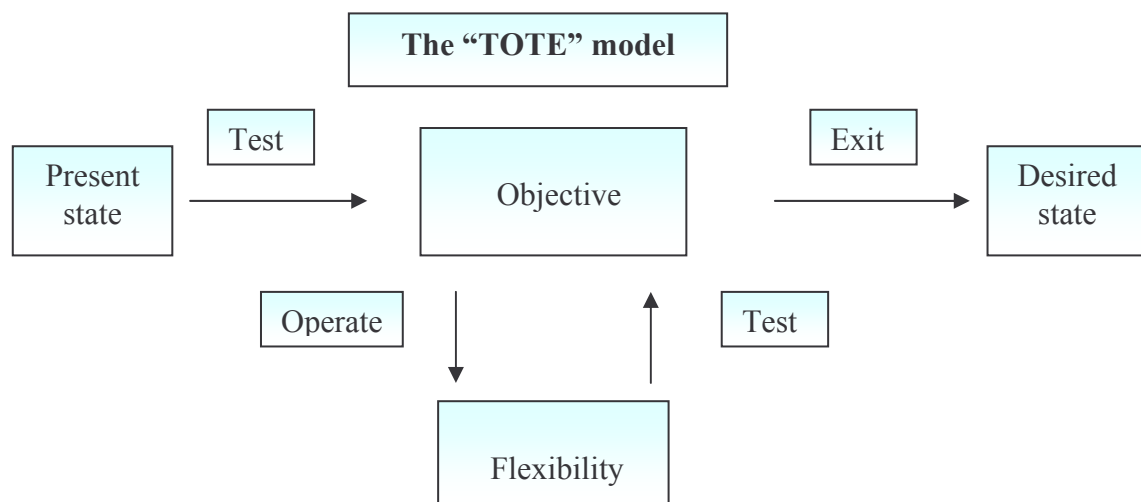 The “TOTE” model
Test
Exit
Present
state
Objective
Desired
state
Operate
Test
Flexibility